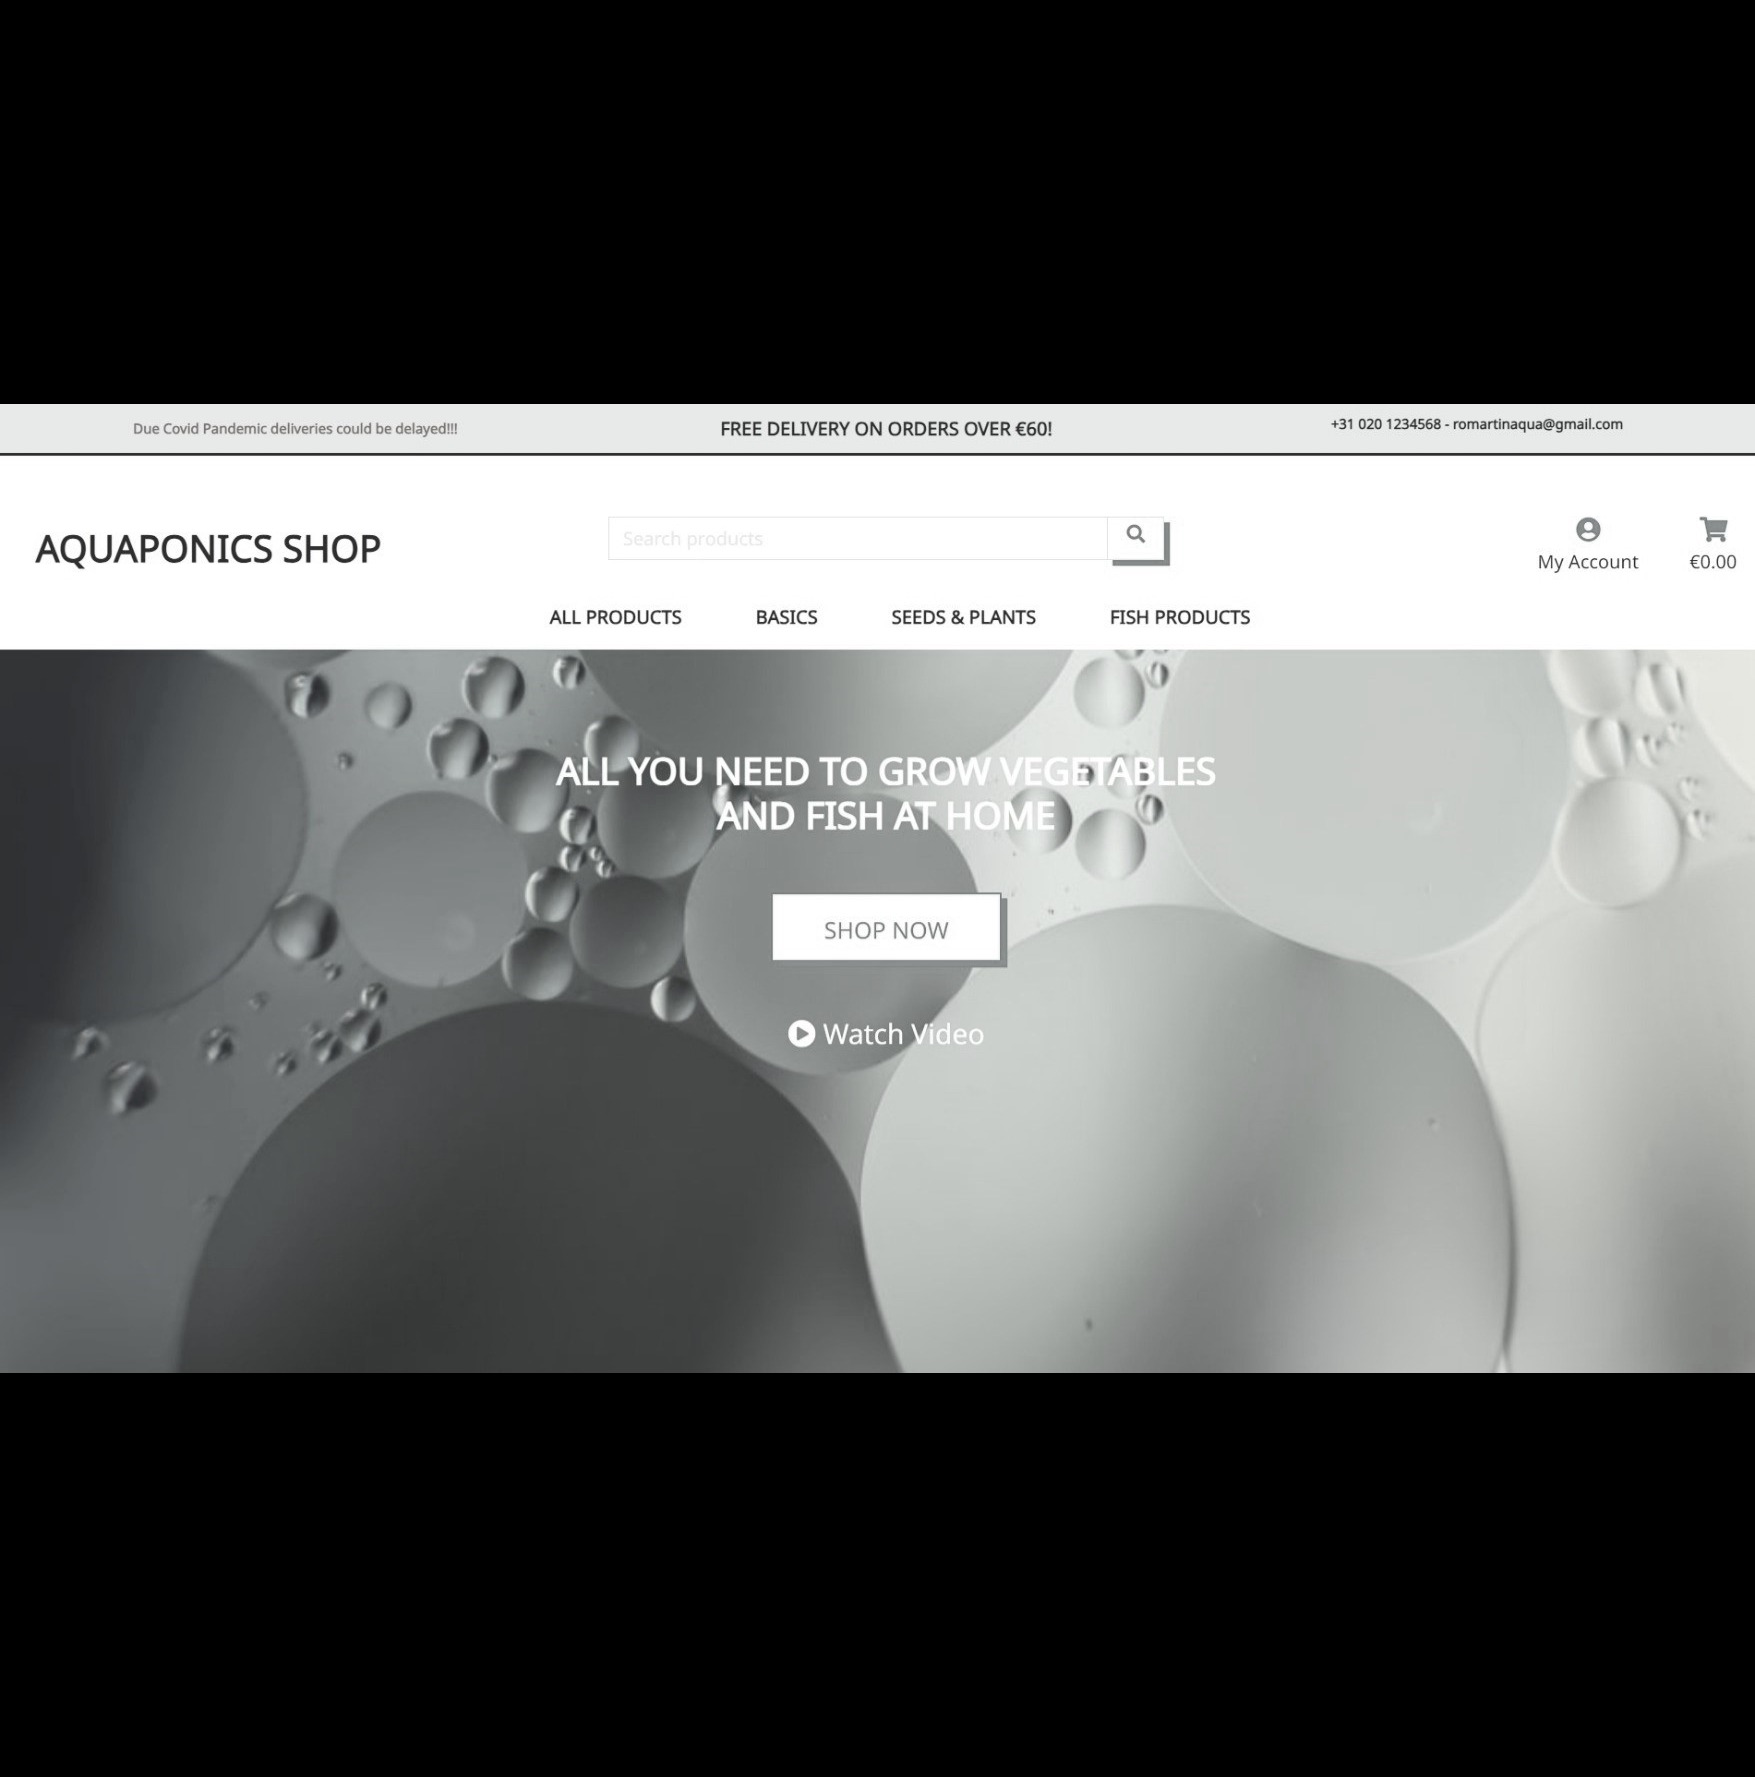 Due Covid Pandemic deliveries could be delayed!!!
FREE DELIVERY ON ORDERS OVER €60!
+31 020 1234568 - romartinaqua@gmail.com
AQUAPONICS SHOP
Search products
My Account
€0.00
ALL PRODUCTS
BASICS
SEEDS & PLANTS
FISH PRODUCTS
ALL YOU NEED TO GROW VEGETABLES
AND FISH AT HOME
SHOP NOW
Watch Video